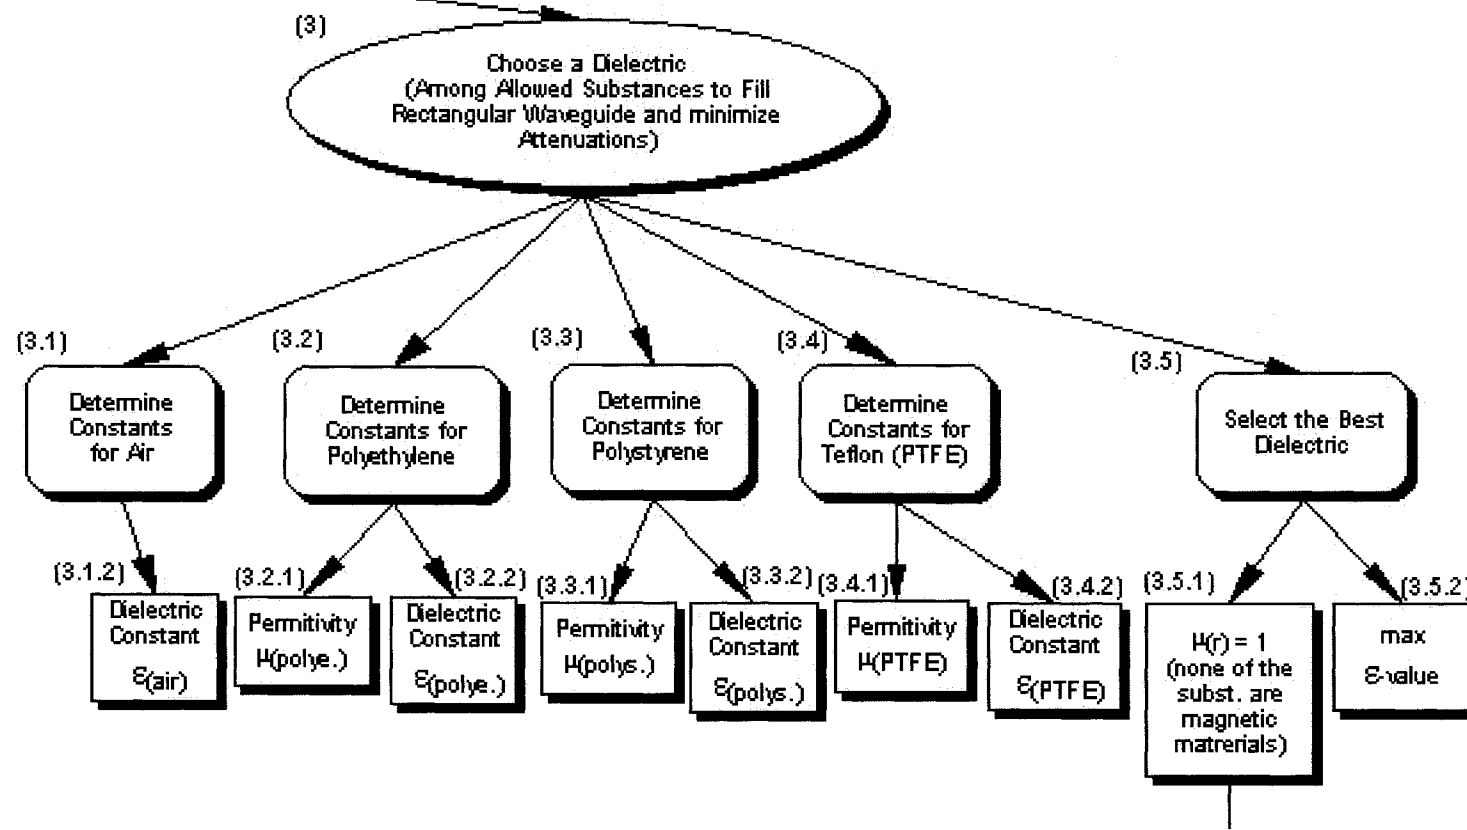 (3)
Choose a Dielectric
(Among Allowed Substances to Fill
Rectangular Waveguide and minimize
Attenuations)
(3.1)
Determine
Constants
for Air
(3.2)
Determine
Constants for
Polyethylene
(3.3)
Determine
Constants for
Polystyrene
(3.4)
Determine
Constants for
Teflon (PTFE)
(3.5)
Select the Best
Dielectric
(3.1.2)
Dielectric
Constant
ε(air)
(3.2.1)
Permitivity
μ(polye.)
(3.2.2)
Dielectric
Constant
ε(polye.)
(3.3.1)
Permitivity
μ(polys.)
(3.3.2)
Dielectric
Constant
ε(polys.)
(3.4.1)
Permitivity
μ(PTFE)
(3.4.2)
Dielectric
Constant
ε(PTFE)
(3.5.1)
μ(r) = 1
(none of the
subst. are
magnetic
matrerials)
(3.5.2)
max
ε-value